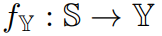 f_𝕐 : 𝕊 → 𝕐